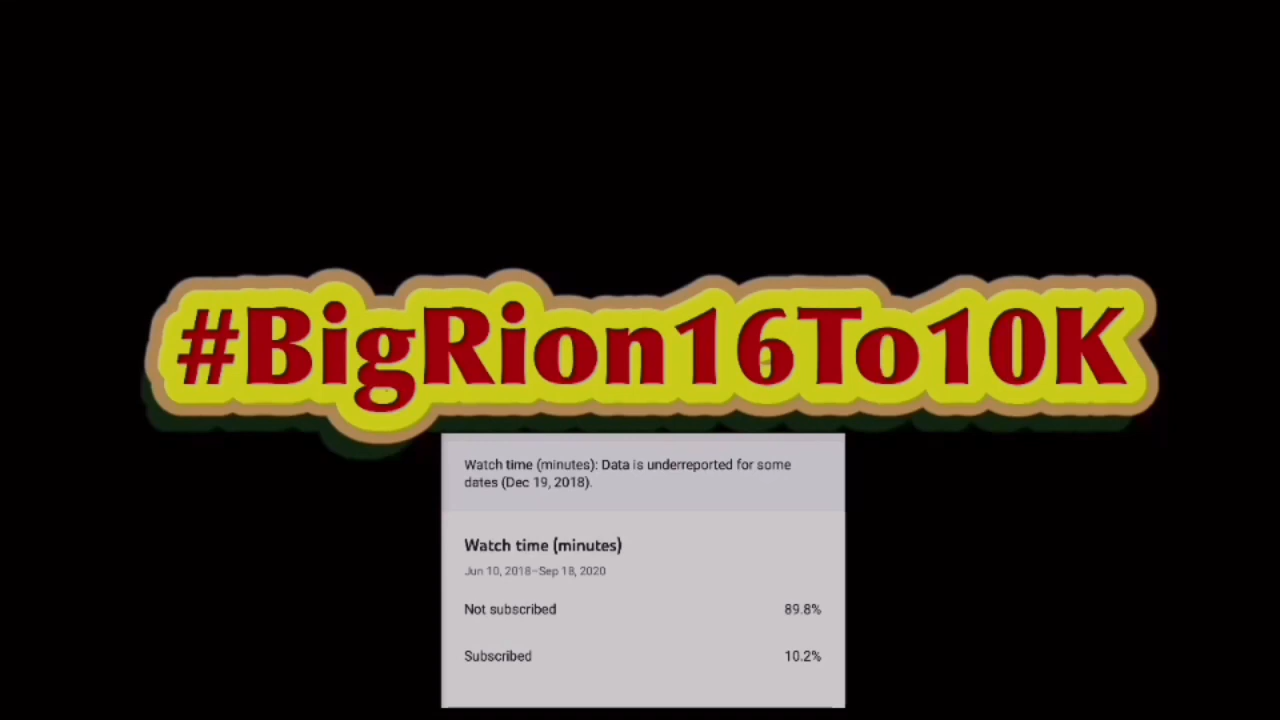 #BigRion16To10K
Watch time (minutes): Data is underreported for some
dates (Dec 19, 2018).
Watch time (minutes)
Jun 10, 2018–Sep 18, 2020
Not subscribed 89.8%
Subscribed 10.2%